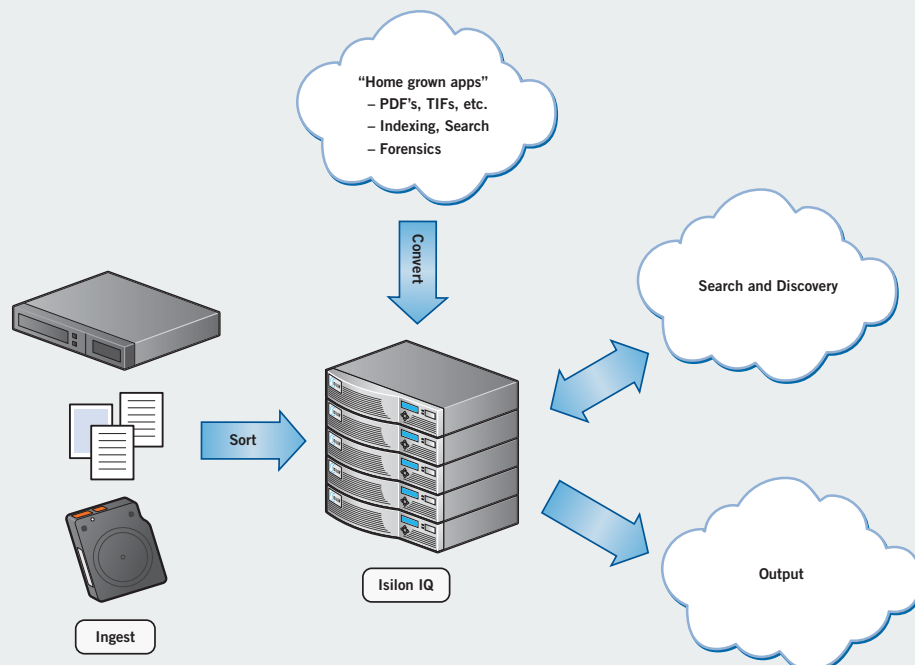 “Home grown apps”
– PDF's, TIFs, etc.
– Indexing, Search
– Forensics
Convert
Search and Discovery
Sort
Isilon IQ
Output
Ingest